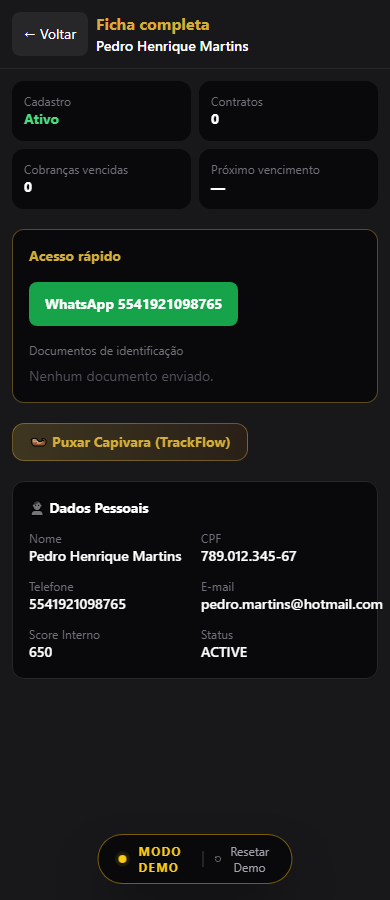 ← Voltar
Ficha completa
Pedro Henrique Martins
Cadastro
Ativo
Contratos
0
Cobranças vencidas
0
Próximo vencimento
—
Acesso rápido
WhatsApp 5541921098765
Documentos de identificação
Nenhum documento enviado.
Puxar Capivara (TrackFlow)
Dados Pessoais
Nome
Pedro Henrique Martins
CPF
789.012.345-67
Telefone
5541921098765
E-mail
pedro.martins@hotmail.com
Score Interno
650
Status
ACTIVE
MODO
DEMO
Resetar
Demo